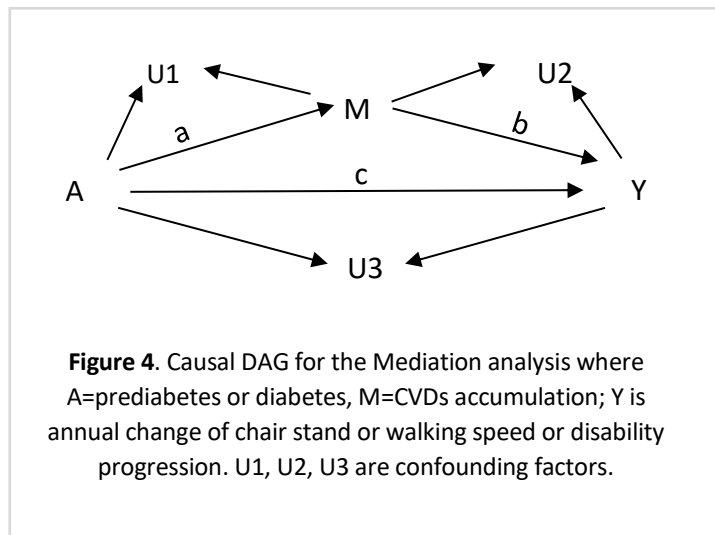 U1
U2
M
a
b
c
A
Y
U3
Figure 4. Causal DAG for the Mediation analysis where
A=prediabetes or diabetes, M=CVDs accumulation; Y is
annual change of chair stand or walking speed or disability
progression. U1, U2, U3 are confounding factors.